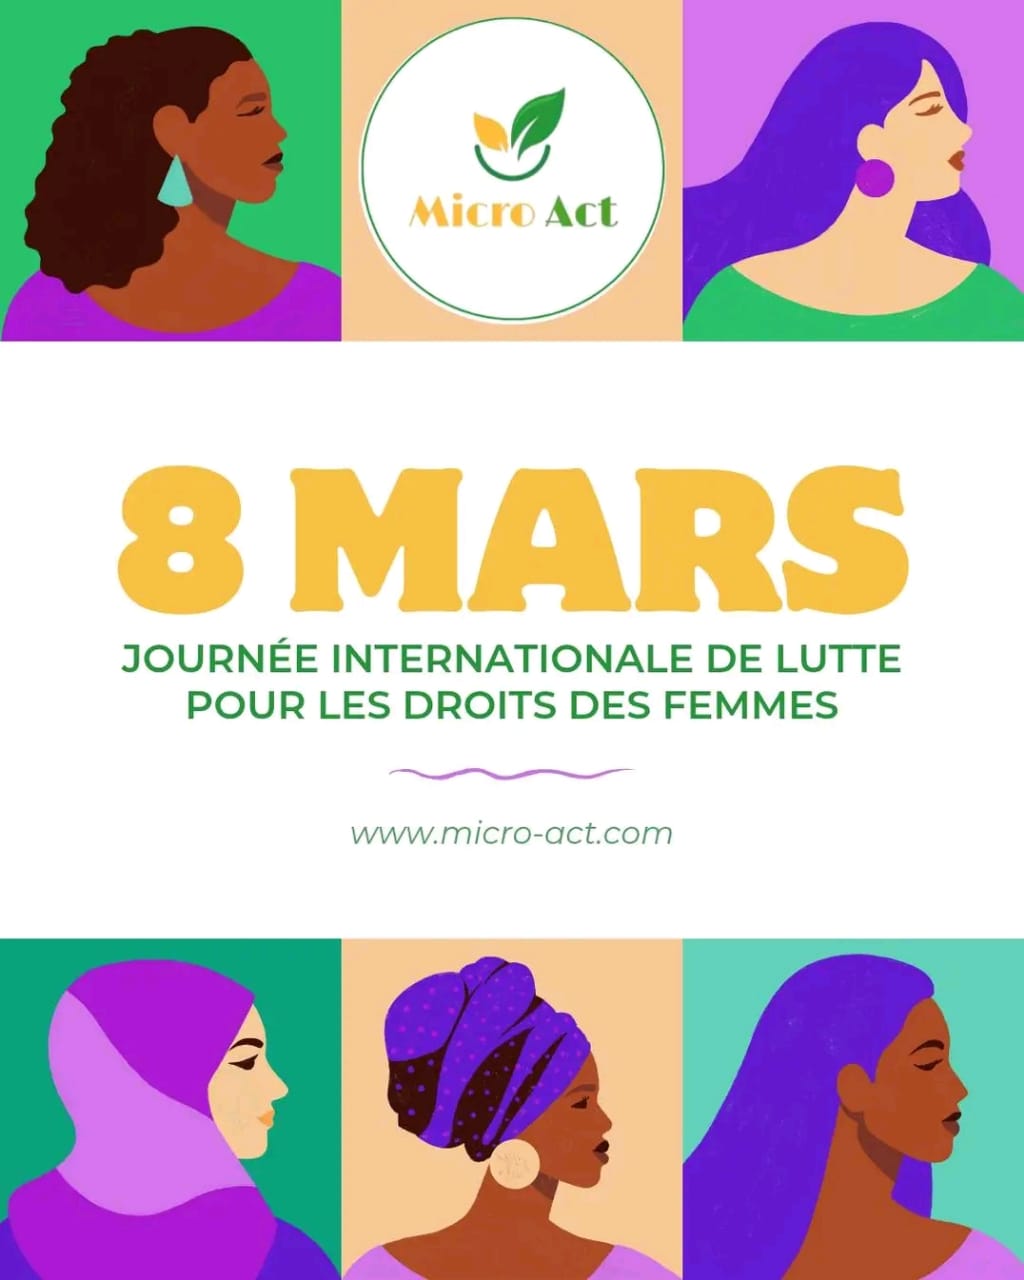 Micro Act
8 MARS
JOURNÉE INTERNATIONALE DE LUTTE
POUR LES DROITS DES FEMMES
www.micro-act.com